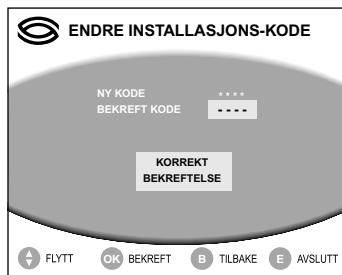 ENDRE INSTALLASJONS-KODE
NY KODE ****
BEKREFT KODE ----
KORREKT
BEKREFTELSE
FLYTT OK BEKREFT B TILBAKE E AVSLUTT